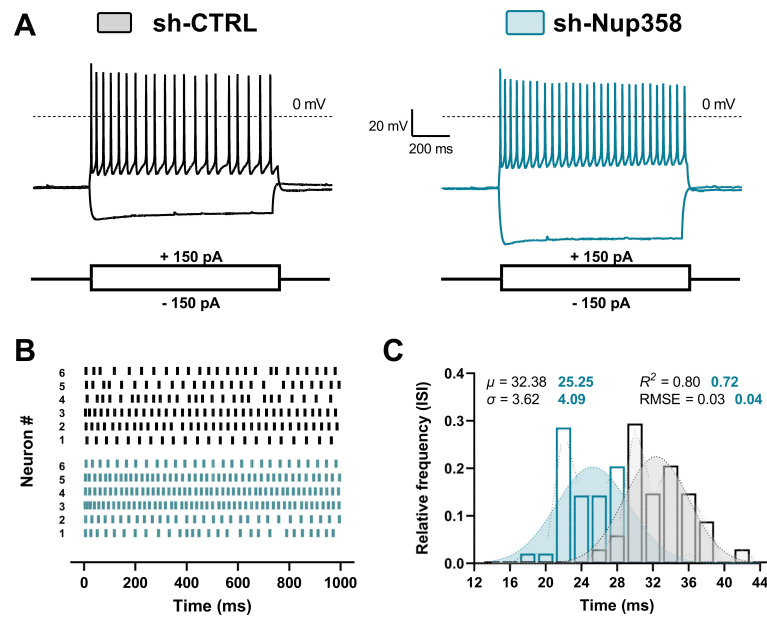 A
sh-CTRL
sh-Nup358
0 mV
0 mV
20 mV
200 ms
+ 150 pA
- 150 pA
+ 150 pA
- 150 pA
B
Neuron #
6
5
4
3
2
1
6
5
4
3
2
1
0 200 400 600 800 1000
Time (ms)
C
Relative frequency (ISI)
0.4
0.3
0.2
0.1
0.0
μ = 32.38 25.25
σ = 3.62 4.09
R² = 0.80 0.72
RMSE = 0.03 0.04
12 16 20 24 28 32 36 40 44
Time (ms)